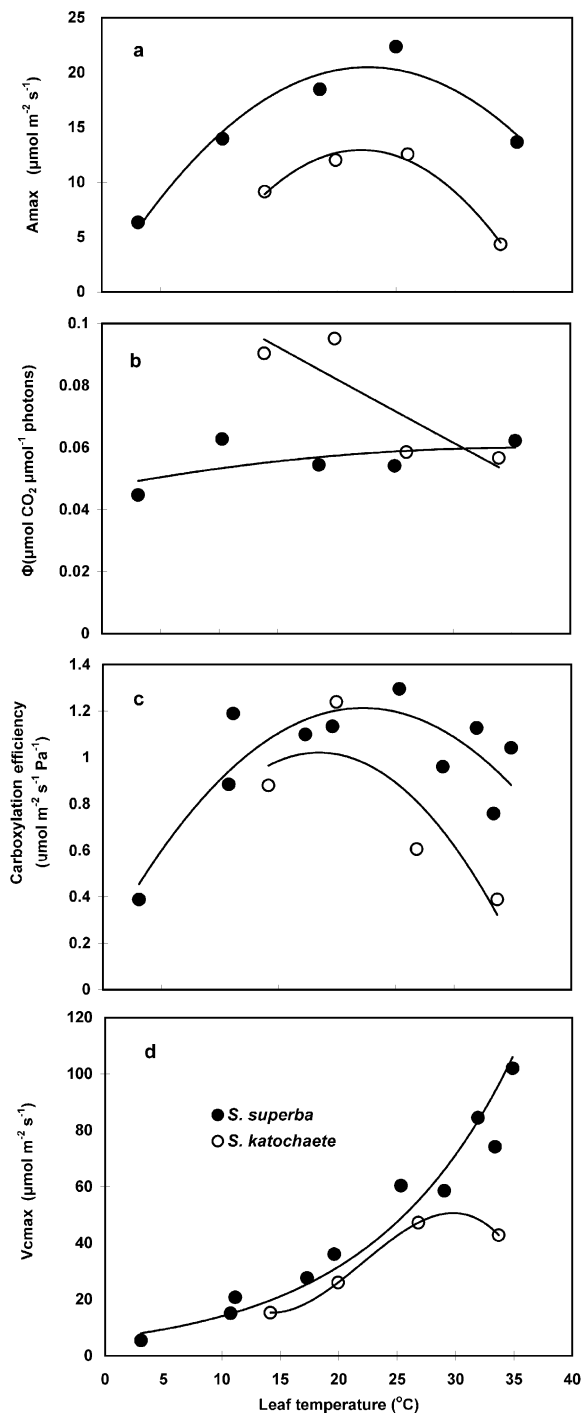 25
a
20
15
10
5
0
Amax (μmol m⁻² s⁻¹)
0.1
b
0.08
0.06
0.04
0.02
0
Φ(μmol CO₂ μmol⁻¹ photons)
1.4
c
1.2
1
0.8
0.6
0.4
0.2
0
Carboxylation efficiency
(umol m⁻² s⁻¹ Pa⁻¹)
120
d
100
80
60
40
20
0
Vcmax (μmol m⁻² s⁻¹)
S. superba
S. katochaete
0 5 10 15 20 25 30 35 40
Leaf temperature (°C)